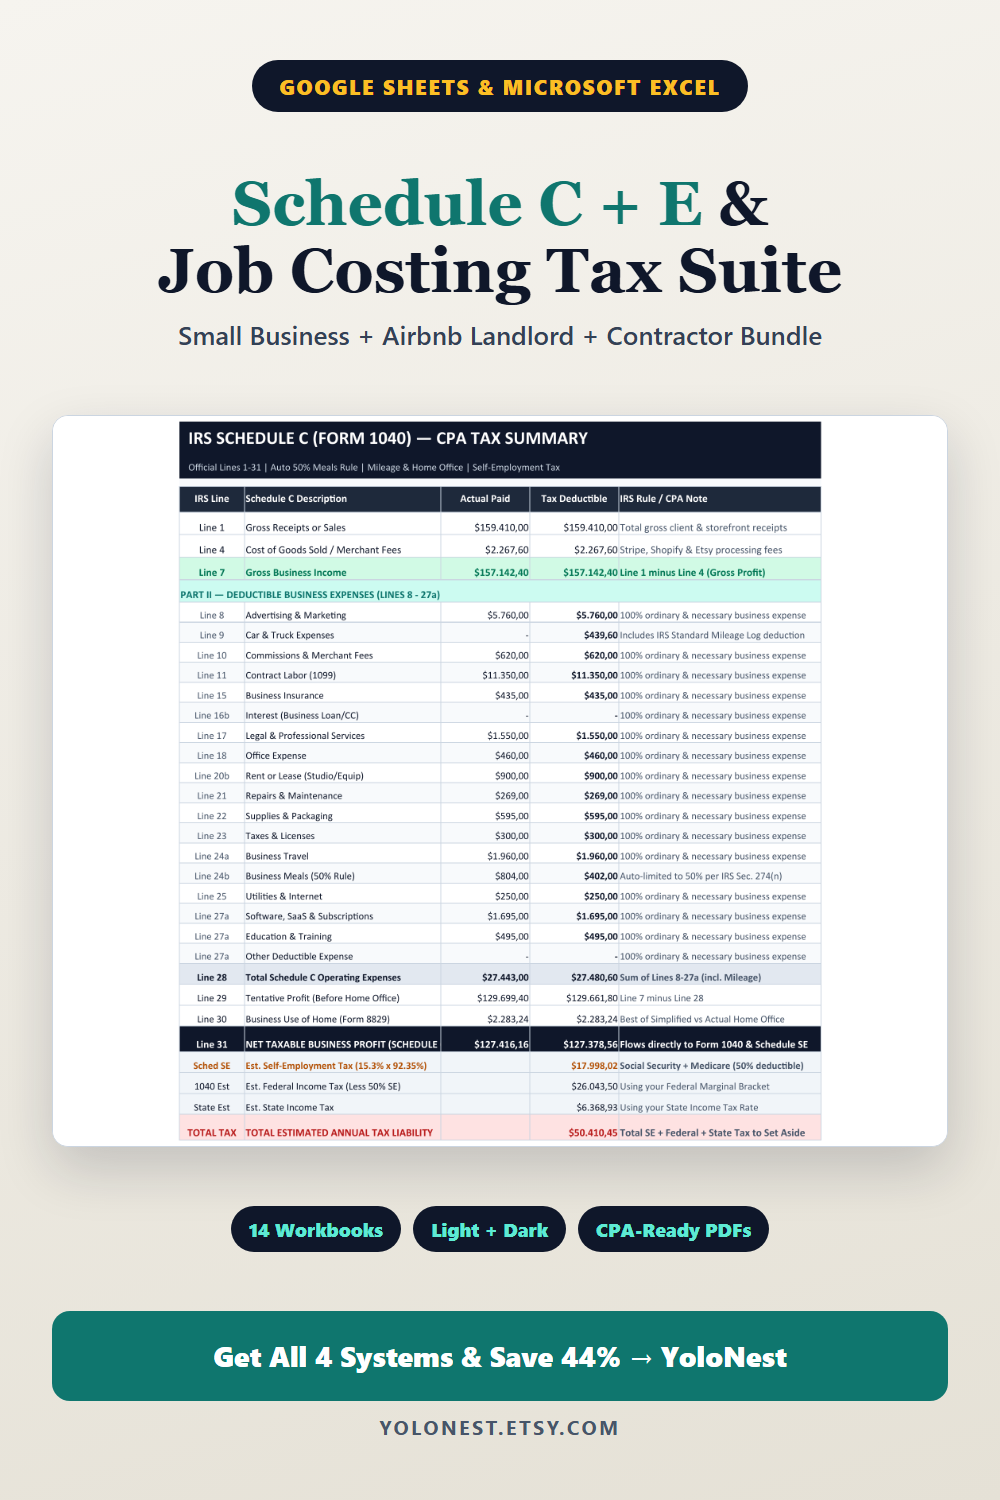 GOOGLE SHEETS & MICROSOFT EXCEL
Schedule C + E &
Job Costing Tax Suite
Small Business + Airbnb Landlord + Contractor Bundle
IRS SCHEDULE C (FORM 1040) — CPA TAX SUMMARY
Official Lines 1-31 | Auto 50% Meals Rule | Mileage & Home Office | Self-Employment Tax
IRS Line Schedule C Description Actual Paid Tax Deductible IRS Rule / CPA Note
Line 1 Gross Receipts or Sales $159.410,00 $159.410,00 Total gross client & storefront receipts
Line 4 Cost of Goods Sold / Merchant Fees $2.267,60 $2.267,60 Stripe, Shopify & Etsy processing fees
Line 7 Gross Business Income $157.142,40 $157.142,40 Line 1 minus Line 4 (Gross Profit)
PART II — DEDUCTIBLE BUSINESS EXPENSES (LINES 8 - 27a)
Line 8 Advertising & Marketing $5.760,00 $5.760,00 100% ordinary & necessary business expense
Line 9 Car & Truck Expenses - $439,60 Includes IRS Standard Mileage Log deduction
Line 10 Commissions & Merchant Fees $620,00 $620,00 100% ordinary & necessary business expense
Line 11 Contract Labor (1099) $11.350,00 $11.350,00 100% ordinary & necessary business expense
Line 15 Business Insurance $435,00 $435,00 100% ordinary & necessary business expense
Line 16b Interest (Business Loan/CC) - - 100% ordinary & necessary business expense
Line 17 Legal & Professional Services $1.550,00 $1.550,00 100% ordinary & necessary business expense
Line 18 Office Expense $460,00 $460,00 100% ordinary & necessary business expense
Line 20b Rent or Lease (Studio/Equip) $900,00 $900,00 100% ordinary & necessary business expense
Line 21 Repairs & Maintenance $269,00 $269,00 100% ordinary & necessary business expense
Line 22 Supplies & Packaging $595,00 $595,00 100% ordinary & necessary business expense
Line 23 Taxes & Licenses $300,00 $300,00 100% ordinary & necessary business expense
Line 24a Business Travel $1.960,00 $1.960,00 100% ordinary & necessary business expense
Line 24b Business Meals (50% Rule) $804,00 $402,00 Auto-limited to 50% per IRS Sec. 274(n)
Line 25 Utilities & Internet $250,00 $250,00 100% ordinary & necessary business expense
Line 27a Software, SaaS & Subscriptions $1.695,00 $1.695,00 100% ordinary & necessary business expense
Line 27a Education & Training $495,00 $495,00 100% ordinary & necessary business expense
Line 27a Other Deductible Expense - - 100% ordinary & necessary business expense
Line 28 Total Schedule C Operating Expenses $27.443,00 $27.480,60 Sum of Lines 8-27a (incl. Mileage)
Line 29 Tentative Profit (Before Home Office) $129.699,40 $129.661,80 Line 7 minus Line 28
Line 30 Business Use of Home (Form 8829) $2.283,24 $2.283,24 Best of Simplified vs Actual Home Office
Line 31 NET TAXABLE BUSINESS PROFIT (SCHEDULE $127.416,16 $127.378,56 Flows directly to Form 1040 & Schedule SE
Sched SE Est. Self-Employment Tax (15.3% x 92.35%) $17.998,02 Social Security + Medicare (50% deductible)
1040 Est Est. Federal Income Tax (Less 50% SE) $26.043,50 Using your Federal Marginal Bracket
State Est Est. State Income Tax $6.368,93 Using your State Income Tax Rate
TOTAL TAX TOTAL ESTIMATED ANNUAL TAX LIABILITY $50.410,45 Total SE + Federal + State Tax to Set Aside
14 Workbooks
Light + Dark
CPA-Ready PDFs
Get All 4 Systems & Save 44% → YoloNest
YOLONEST.ETSY.COM